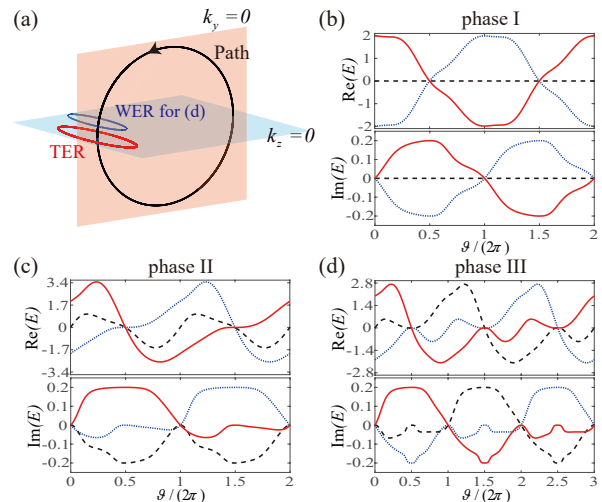 (a)
k_y=0
Path
WER for (d)
TER
k_z=0
(b)
phase I
Re(E)
2
1
0
-1
-2
Im(E)
0.2
0.1
0
-0.1
-0.2
0
0.5
1
1.5
2
ϑ/(2π)
(c)
phase II
Re(E)
3.4
1.7
0
-1.7
-3.4
Im(E)
0.2
0.1
0
-0.1
-0.2
0
0.5
1
1.5
2
ϑ/(2π)
(d)
phase III
Re(E)
2.8
1.4
0
-1.4
-2.8
Im(E)
0.2
0.1
0
-0.1
-0.2
0
0.5
1
1.5
2
2.5
3
ϑ/(2π)